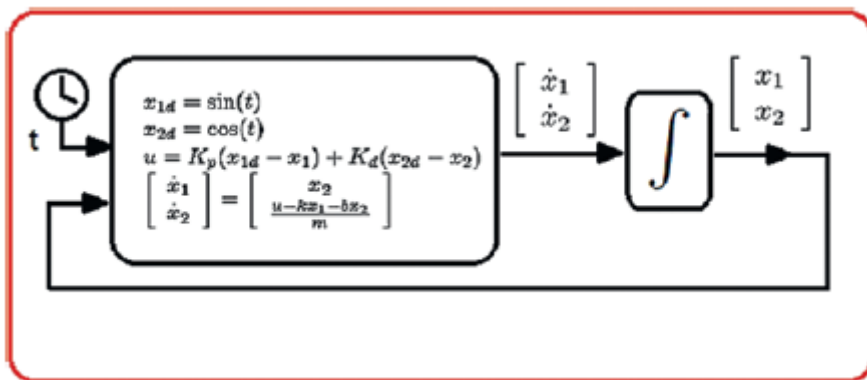 t
x_{1d} = sin(t)
x_{2d} = cos(t)
u = K_p(x_{1d} − x_1) + K_d(x_{2d} − x_2)
[ ẋ_1 ẋ_2 ] = [ x_2 (u−kx_1−bx_2)/m ]
[ ẋ_1 ẋ_2 ]
∫
[ x_1 x_2 ]